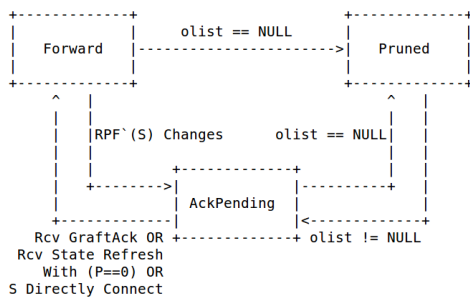 olist == NULL
Forward
Pruned
RPF`(S) Changes
olist == NULL
AckPending
Rcv GraftAck OR
olist != NULL
Rcv State Refresh
With (P==0) OR
S Directly Connect